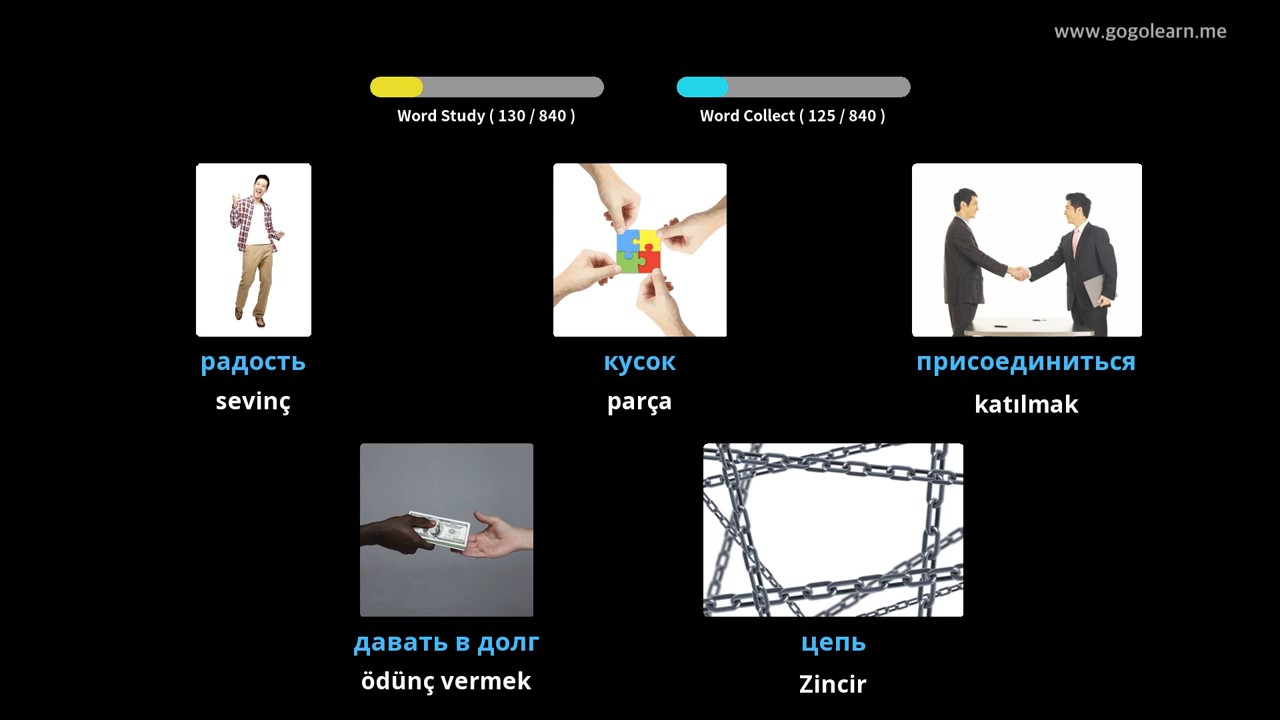 www.gogolearn.me
Word Study ( 130 / 840 )
Word Collect ( 125 / 840 )
радость
sevinç
кусок
parça
присоединиться
katılmak
давать в долг
ödünç vermek
цепь
Zincir